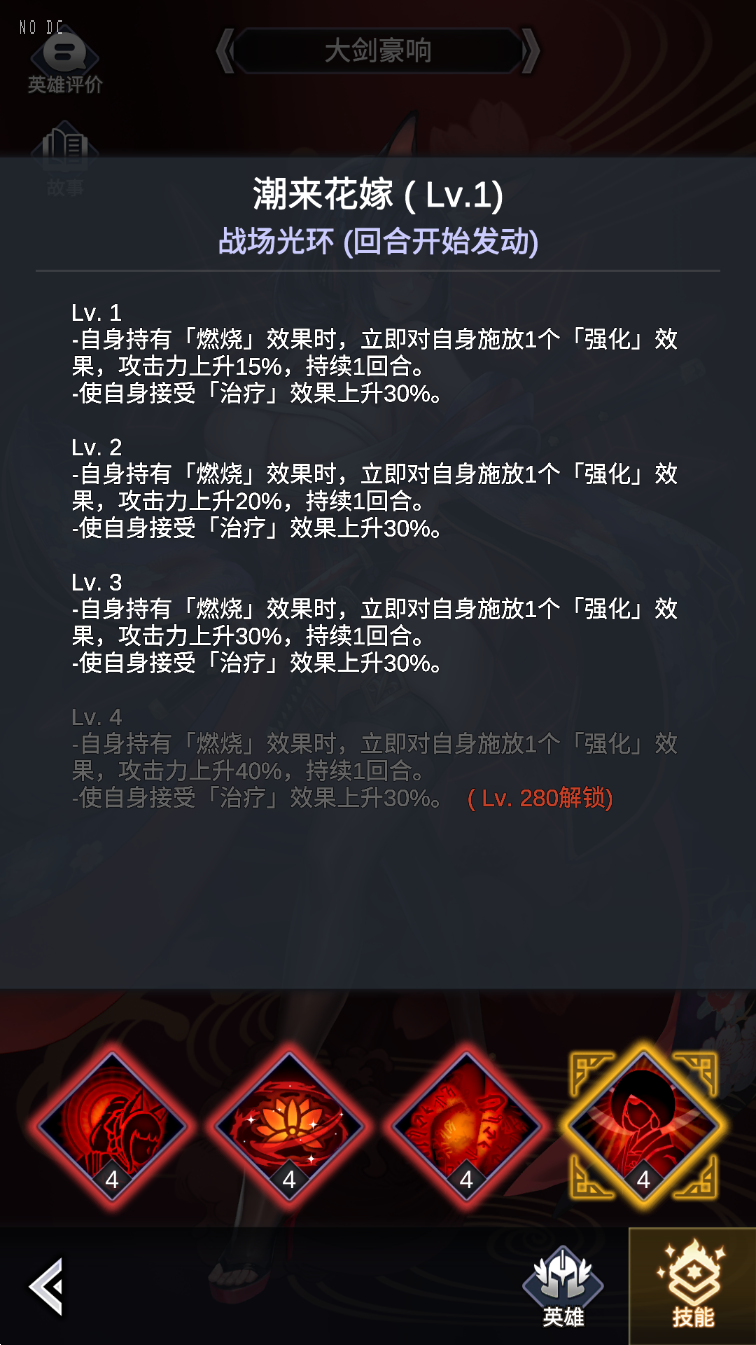 NO DC
大剑豪响
英雄评价
故事
潮来花嫁 ( Lv.1)
战场光环 (回合开始发动)
Lv. 1
-自身持有「燃烧」效果时，立即对自身施放1个「强化」效
果，攻击力上升15%，持续1回合。
-使自身接受「治疗」效果上升30%。
Lv. 2
-自身持有「燃烧」效果时，立即对自身施放1个「强化」效
果，攻击力上升20%，持续1回合。
-使自身接受「治疗」效果上升30%。
Lv. 3
-自身持有「燃烧」效果时，立即对自身施放1个「强化」效
果，攻击力上升30%，持续1回合。
-使自身接受「治疗」效果上升30%。
Lv. 4
-自身持有「燃烧」效果时，立即对自身施放1个「强化」效
果，攻击力上升40%，持续1回合。
-使自身接受「治疗」效果上升30%。 ( Lv. 280解锁)
4 4 4 4
英雄 技能